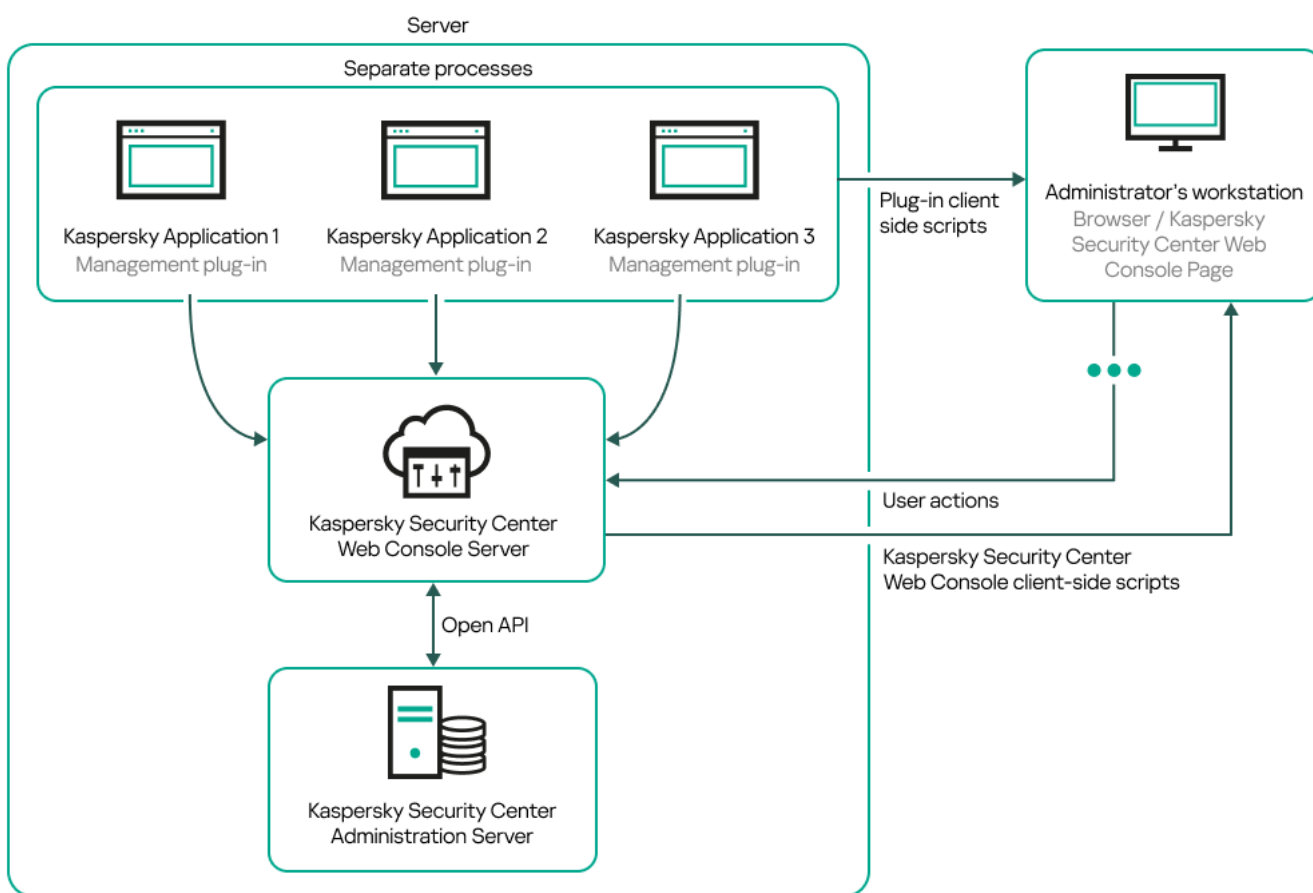 Server
Separate processes
Kaspersky Application 1
Management plug-in
Kaspersky Application 2
Management plug-in
Kaspersky Application 3
Management plug-in
Plug-in client
side scripts
Administrator's workstation
Browser / Kaspersky
Security Center Web
Console Page
Kaspersky Security Center
Web Console Server
User actions
Kaspersky Security Center
Web Console client-side scripts
Open API
Kaspersky Security Center
Administration Server